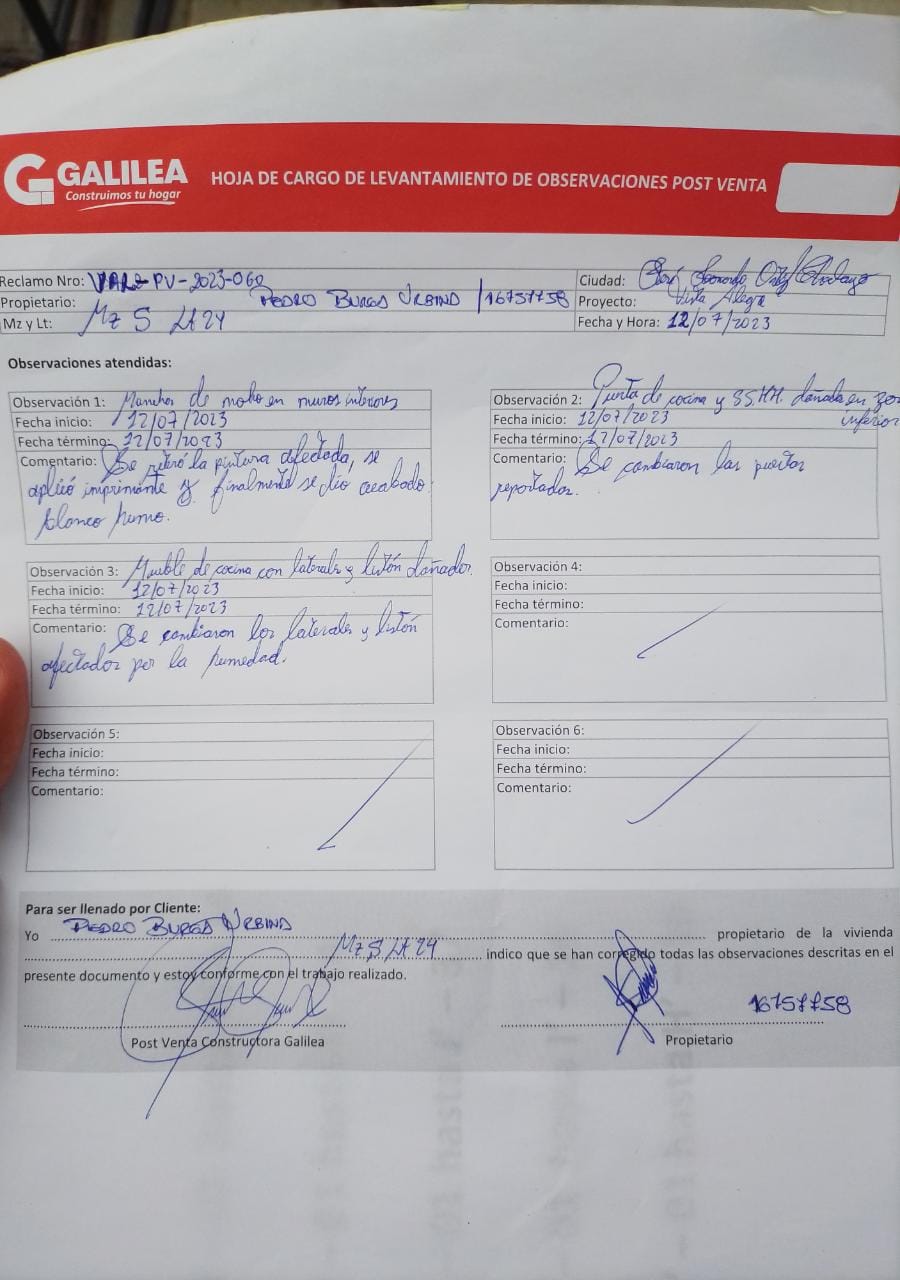 GALILEA
Construimos tu hogar
HOJA DE CARGO DE LEVANTAMIENTO DE OBSERVACIONES POST VENTA
Reclamo Nro: PV-2023-060
Ciudad: José Leonardo Ortiz/Chiclayo
Propietario: PEDRO BURGA URBINA /16757758
Proyecto: Vista Alegre
Mz y Lt: Mz S Lt 24
Fecha y Hora: 12/07/2023
Observaciones atendidas:
Observación 1: Manchas de moho en muros interiores
Fecha inicio: 12/07/2023
Fecha término: 12/07/2023
Comentario: Se retiró la pintura afectada, se
aplicó imprimante y finalmente se dio acabado
blanco humo.
Observación 2: Puerta de cocina y SS.HH. dañada en zona
inferior
Fecha inicio: 12/07/2023
Fecha término: 12/07/2023
Comentario: Se cambiaron las puertas
reportadas.
Observación 3: Mueble de cocina con laterales y listón dañados.
Fecha inicio: 12/07/2023
Fecha término: 12/07/2023
Comentario: Se cambiaron los laterales y listón
afectados por la humedad.
Observación 4:
Fecha inicio:
Fecha término:
Comentario:
Observación 5:
Fecha inicio:
Fecha término:
Comentario:
Observación 6:
Fecha inicio:
Fecha término:
Comentario:
Para ser llenado por Cliente:
Yo PEDRO BURGA URBINA propietario de la vivienda
Mz S Lt 24 indico que se han corregido todas las observaciones descritas en el
presente documento y estoy conforme con el trabajo realizado.
16757758
Post Venta Constructora Galilea
Propietario